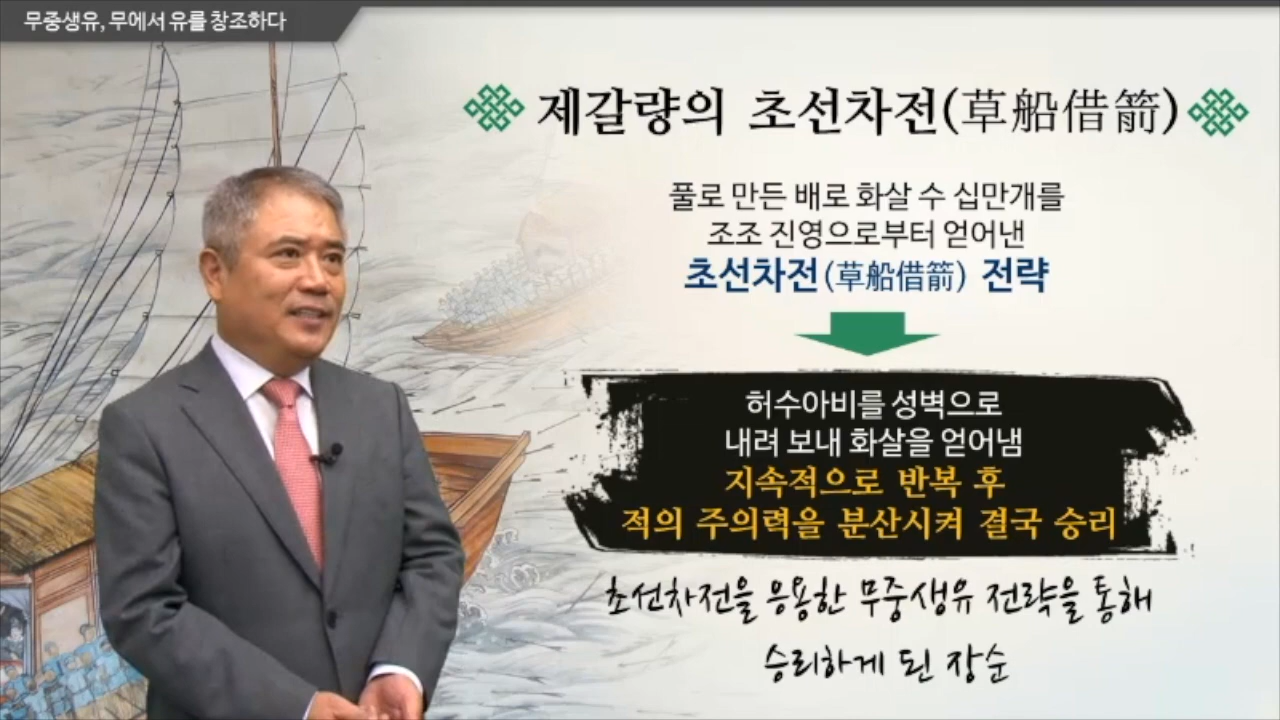 무중생유, 무에서 유를 창조하다
제갈량의 초선차전(草船借箭)
풀로 만든 배로 화살 수 십만개를
조조 진영으로부터 얻어낸
초선차전(草船借箭) 전략
허수아비를 성벽으로
내려 보내 화살을 얻어냄
지속적으로 반복 후
적의 주의력을 분산시켜 결국 승리
초선차전을 응용한 무중생유 전략을 통해
승리하게 된 장순